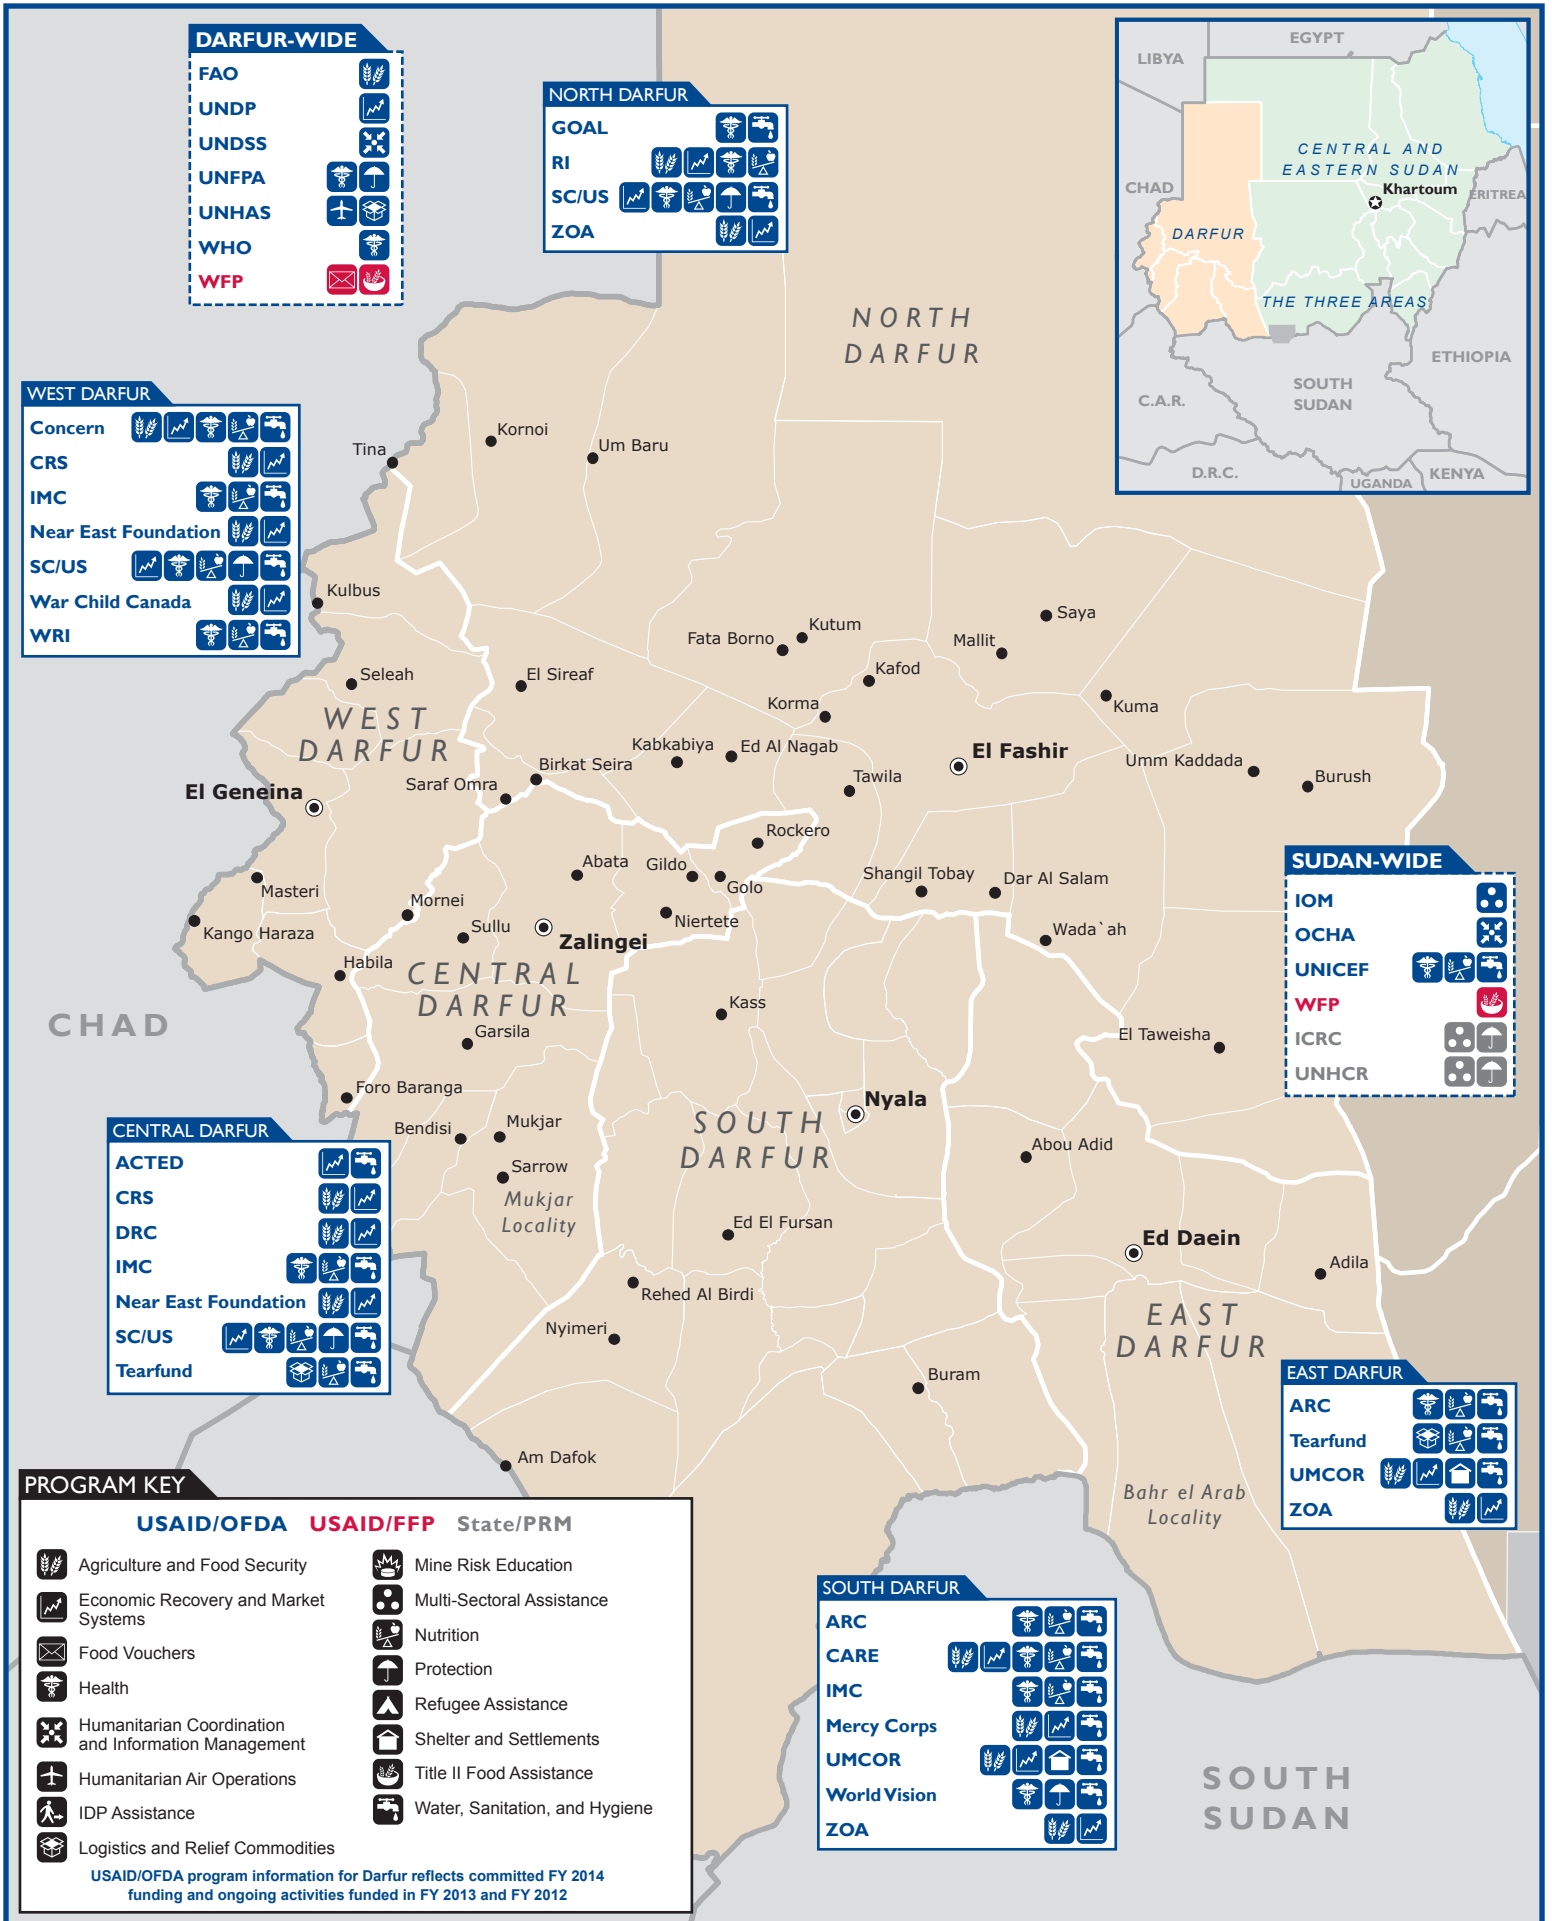 DARFUR-WIDE
FAO
UNDP
UNDSS
UNFPA
UNHAS
WHO
WFP
NORTH DARFUR
GOAL
RI
SC/US
ZOA
LIBYA
EGYPT
CENTRAL AND
EASTERN SUDAN
Khartoum
CHAD
ERITREA
DARFUR
THE THREE AREAS
ETHIOPIA
SOUTH
SUDAN
C.A.R.
D.R.C.
UGANDA
KENYA
NORTH
DARFUR
WEST DARFUR
Concern
CRS
IMC
Near East Foundation
SC/US
War Child Canada
WRI
Tina
Kornoi
Um Baru
Kulbus
Saya
Kutum
Fata Borno
Mallit
Seleah
El Sireaf
Kafod
Korma
Kuma
WEST
DARFUR
Kabkabiya
Ed Al Nagab
El Fashir
Umm Kaddada
Burush
Birkat Seira
Saraf Omra
Tawila
El Geneina
Rockero
Abata
Gildo
Golo
Shangil Tobay
Dar Al Salam
Masteri
Mornei
Niertete
Sullu
Zalingei
Wada`ah
Kango Haraza
Habila
CENTRAL
DARFUR
Kass
CHAD
Garsila
El Taweisha
Foro Baranga
Nyala
SOUTH
DARFUR
Bendisi
Mukjar
Sarrow
Mukjar
Locality
Abou Adid
Ed El Fursan
Ed Daein
Adila
Rehed Al Birdi
Nyimeri
EAST
DARFUR
Buram
Am Dafok
Bahr el Arab
Locality
SOUTH
SUDAN
SUDAN-WIDE
IOM
OCHA
UNICEF
WFP
ICRC
UNHCR
CENTRAL DARFUR
ACTED
CRS
DRC
IMC
Near East Foundation
SC/US
Tearfund
EAST DARFUR
ARC
Tearfund
UMCOR
ZOA
SOUTH DARFUR
ARC
CARE
IMC
Mercy Corps
UMCOR
World Vision
ZOA
PROGRAM KEY
USAID/OFDA USAID/FFP State/PRM
Agriculture and Food Security
Economic Recovery and Market
Systems
Food Vouchers
Health
Humanitarian Coordination
and Information Management
Humanitarian Air Operations
IDP Assistance
Logistics and Relief Commodities
Mine Risk Education
Multi-Sectoral Assistance
Nutrition
Protection
Refugee Assistance
Shelter and Settlements
Title II Food Assistance
Water, Sanitation, and Hygiene
USAID/OFDA program information for Darfur reflects committed FY 2014
funding and ongoing activities funded in FY 2013 and FY 2012